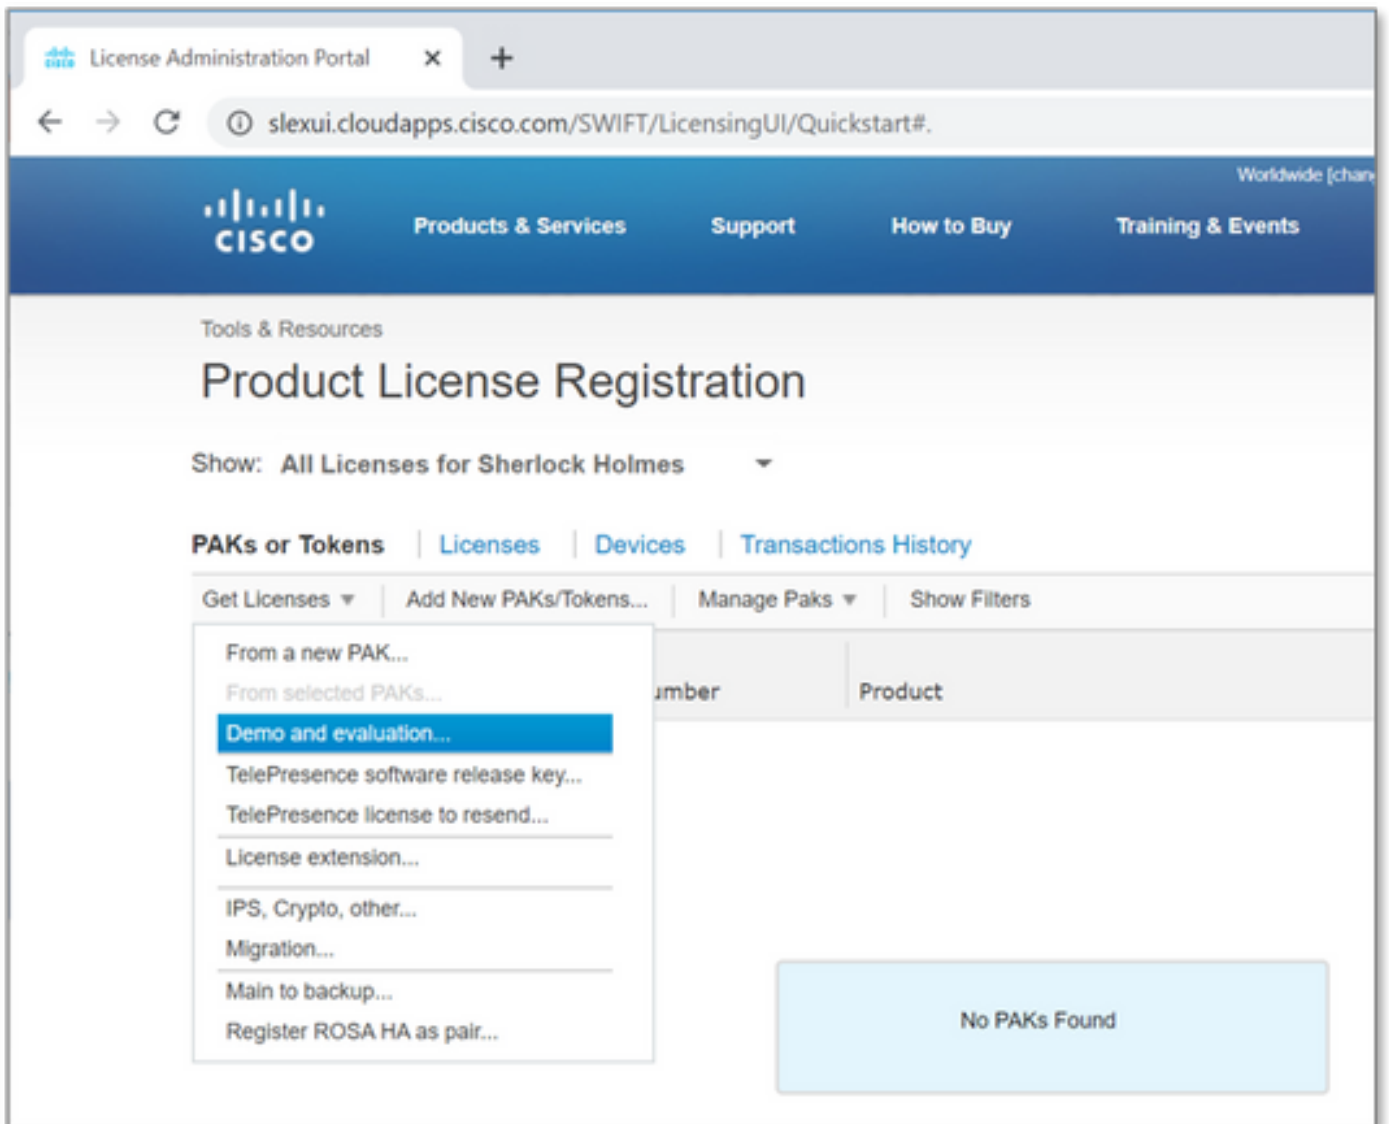 License Administration Portal
slexui.cloudapps.cisco.com/SWIFT/LicensingUI/Quickstart#.
Worldwide [chan
CISCO Products & Services Support How to Buy Training & Events
Tools & Resources
Product License Registration
Show: All Licenses for Sherlock Holmes
PAKs or Tokens Licenses Devices Transactions History
Get Licenses Add New PAKs/Tokens... Manage Paks Show Filters
From a new PAK...
From selected PAKs... umber Product
Demo and evaluation...
TelePresence software release key...
TelePresence license to resend...
License extension...
IPS, Crypto, other...
Migration...
Main to backup...
Register ROSA HA as pair...
No PAKs Found